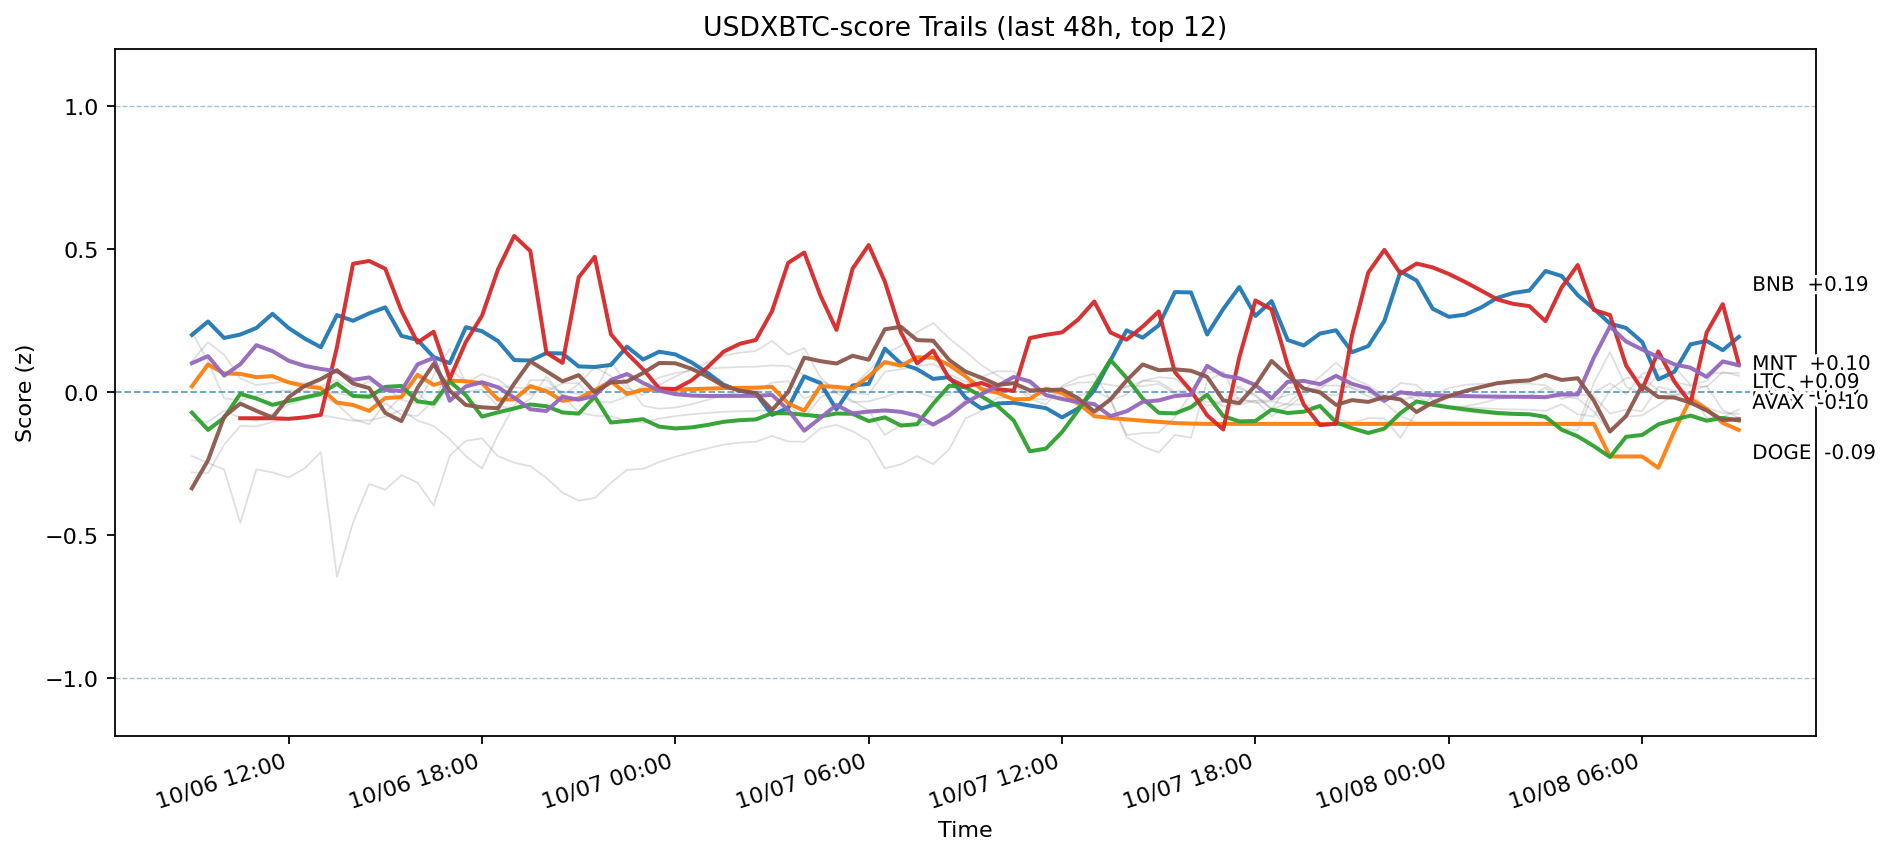 USDXBTC-score Trails (last 48h, top 12)
Score (z)
1.0
0.5
0.0
−0.5
−1.0
BNB +0.19
MNT +0.10
LTC +0.09
AVAX -0.10
DOGE -0.09
10/06 12:00
10/06 18:00
10/07 00:00
10/07 06:00
10/07 12:00
10/07 18:00
10/08 00:00
10/08 06:00
Time